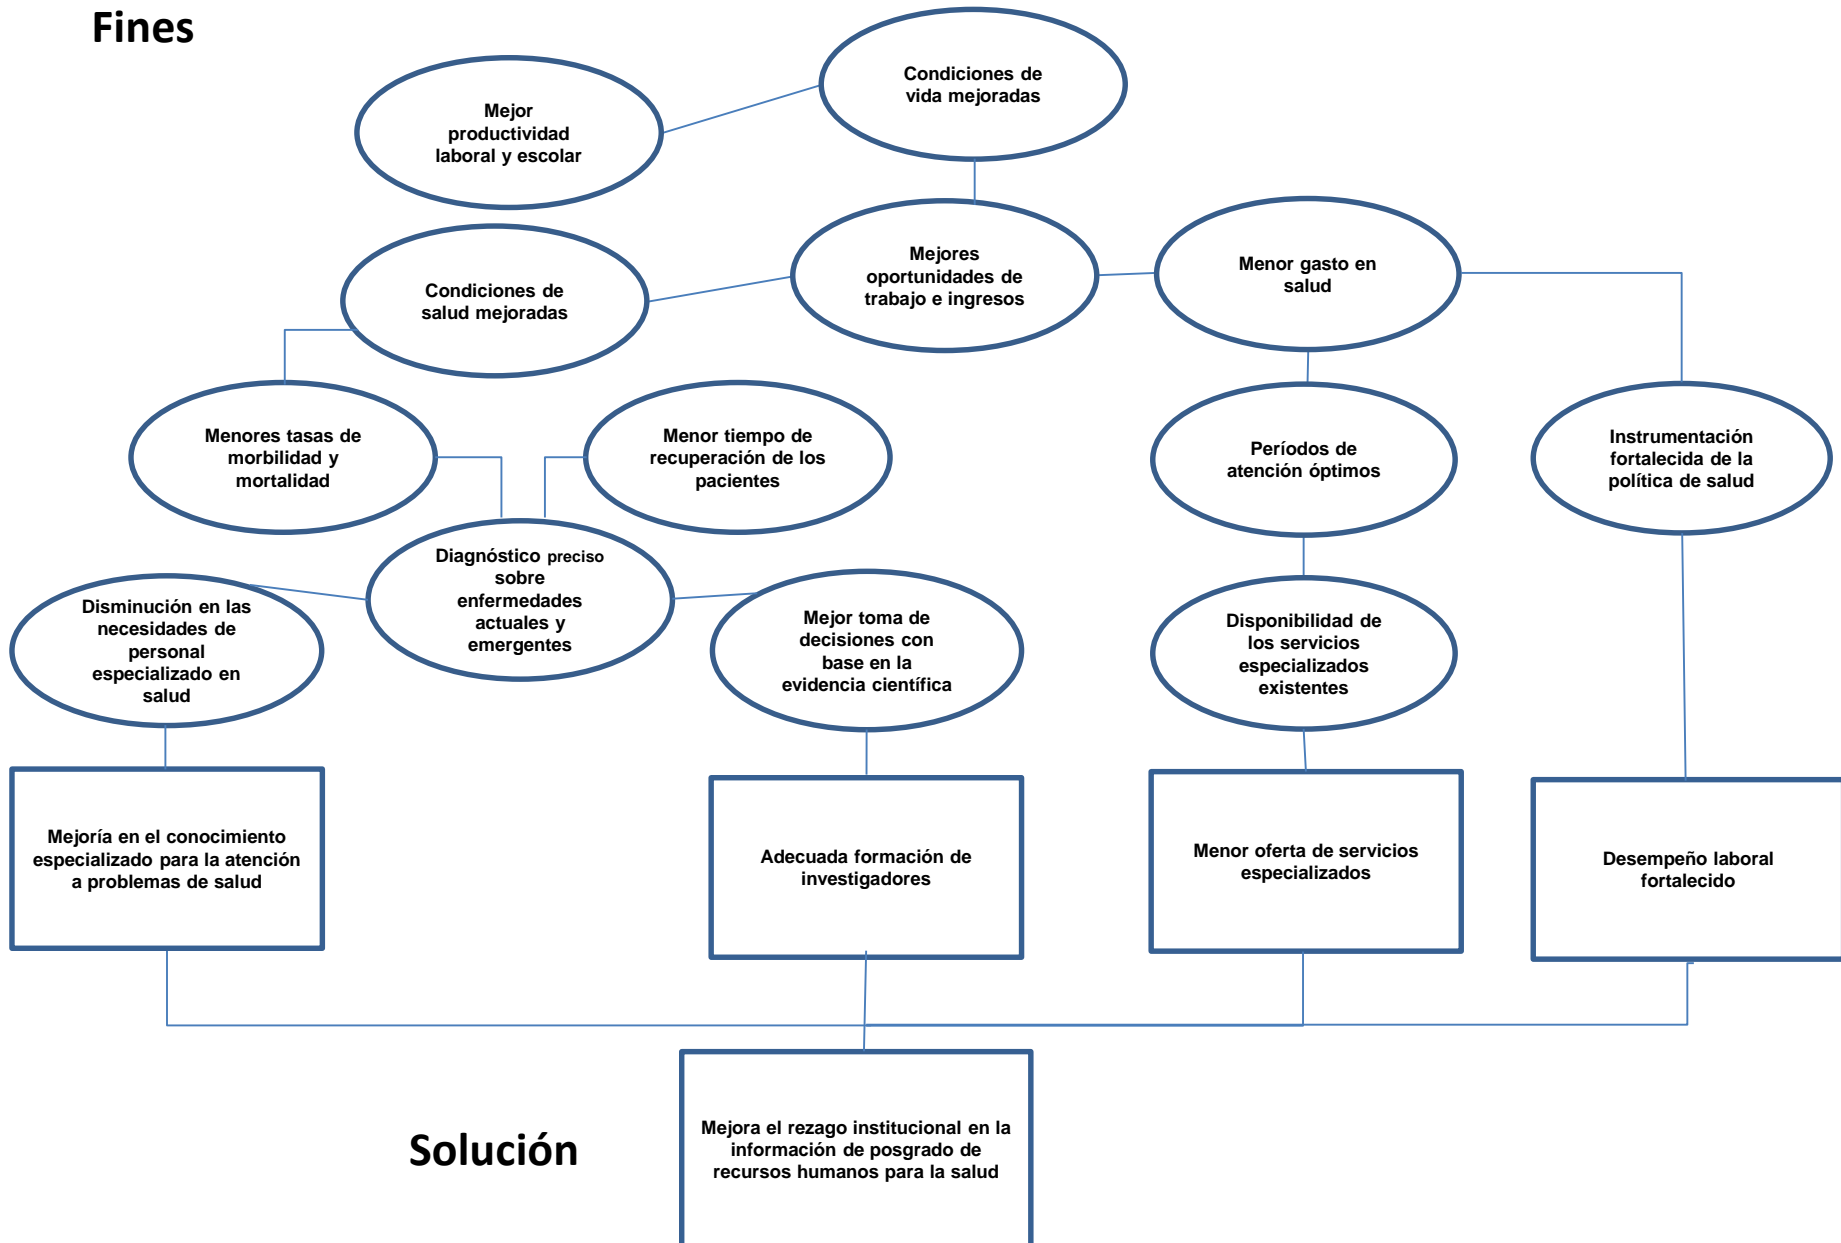 Fines
Condiciones de
vida mejoradas
Mejor
productividad
laboral y escolar
Mejores
oportunidades de
trabajo e ingresos
Menor gasto en
salud
Condiciones de
salud mejoradas
Menores tasas de
morbilidad y
mortalidad
Menor tiempo de
recuperación de los
pacientes
Períodos de
atención óptimos
Instrumentación
fortalecida de la
política de salud
Diagnóstico preciso
sobre
enfermedades
actuales y
emergentes
Disminución en las
necesidades de
personal
especializado en
salud
Mejor toma de
decisiones con
base en la
evidencia científica
Disponibilidad de
los servicios
especializados
existentes
Mejoría en el conocimiento
especializado para la atención
a problemas de salud
Adecuada formación de
investigadores
Menor oferta de servicios
especializados
Desempeño laboral
fortalecido
Solución
Mejora el rezago institucional en la
información de posgrado de
recursos humanos para la salud